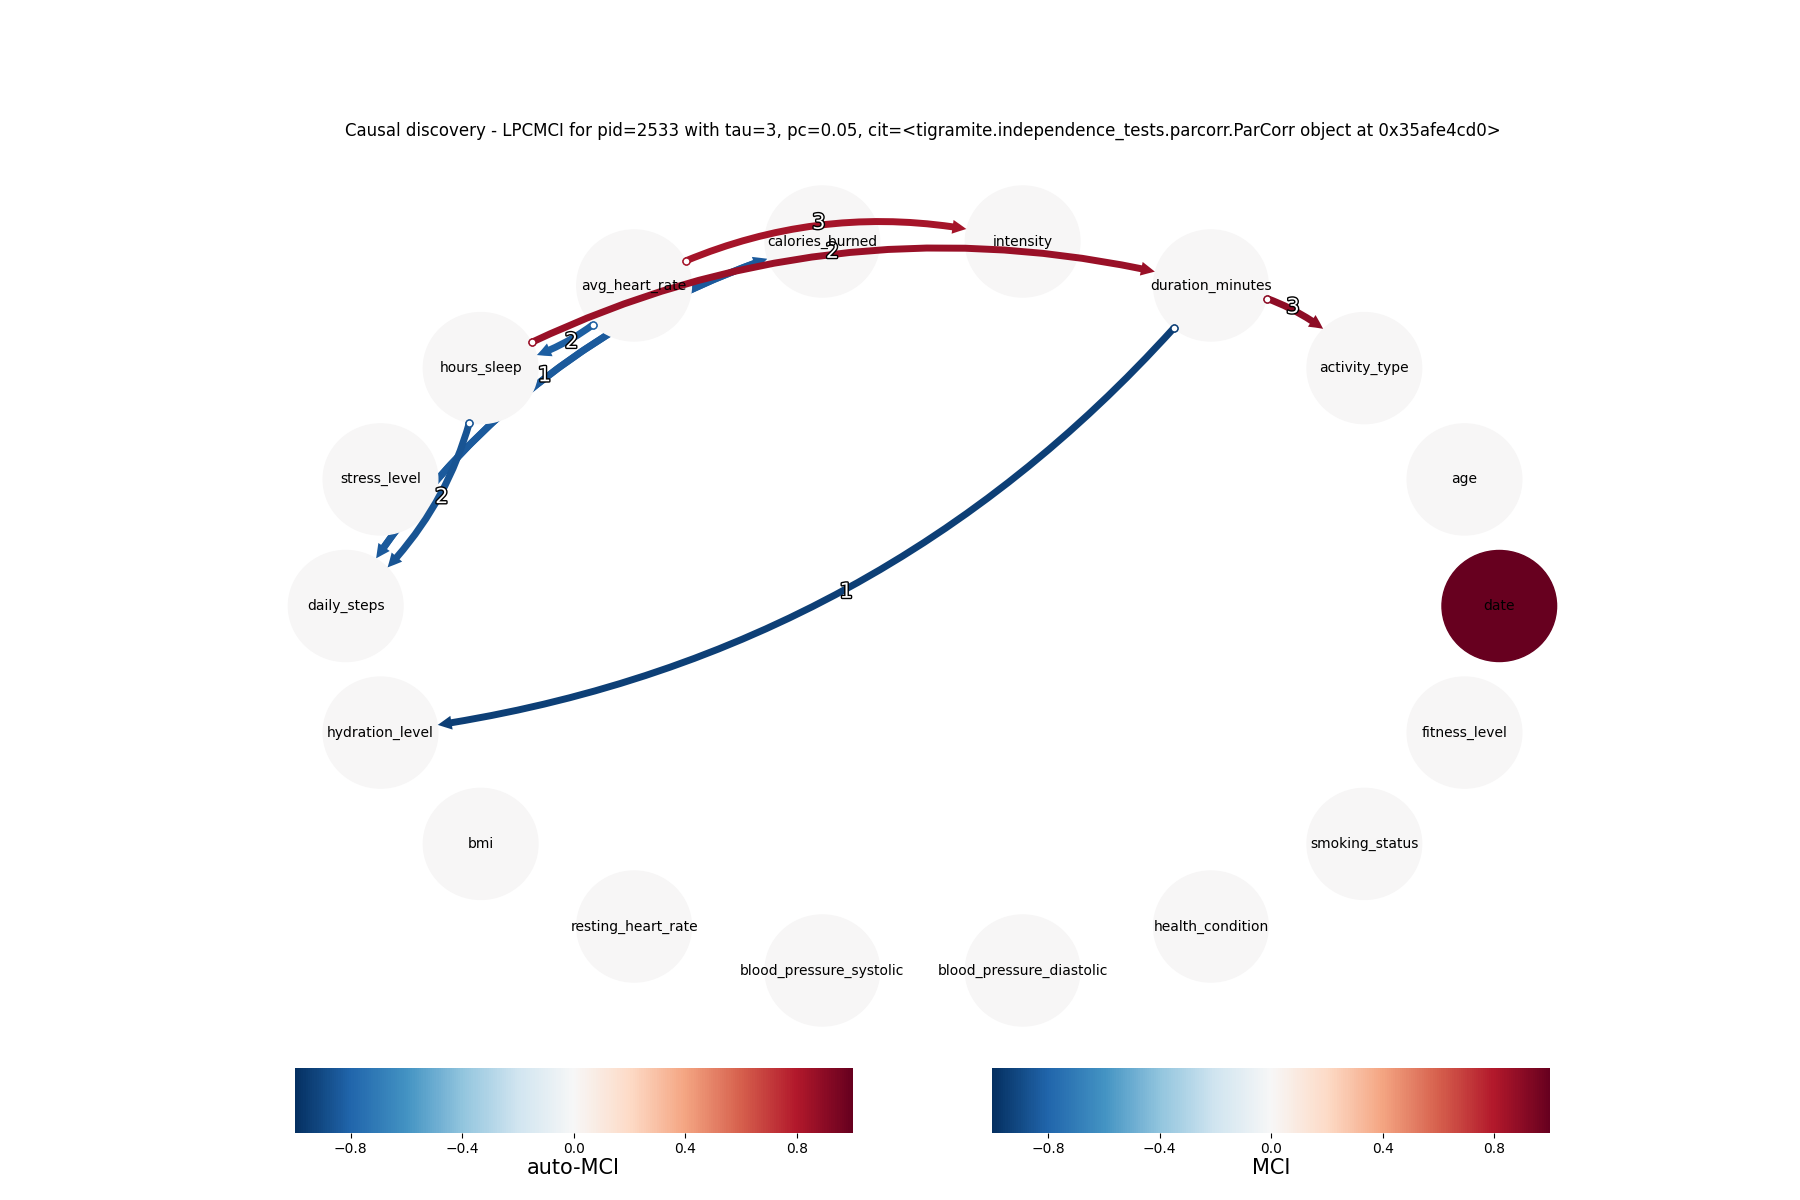 Causal discovery - LPCMCI for pid=2533 with tau=3, pc=0.05, cit=<tigramite.independence_tests.parcorr.ParCorr object at 0x35afe4cd0>
3
calories_burned
intensity
2
avg_heart_rate
duration_minutes
3
2
hours_sleep
1
activity_type
stress_level
2
age
1
daily_steps
date
hydration_level
fitness_level
bmi
smoking_status
resting_heart_rate
health_condition
blood_pressure_systolic
blood_pressure_diastolic
−0.8 −0.4 0.0 0.4 0.8
auto-MCI
−0.8 −0.4 0.0 0.4 0.8
MCI